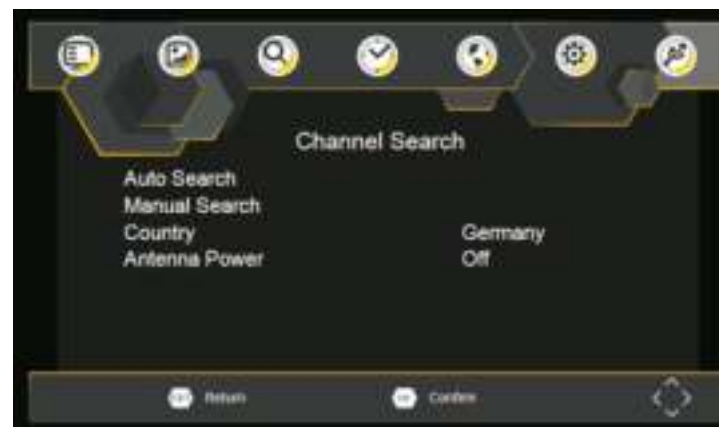 Channel Search
Auto Search
Manual Search
Country Germany
Antenna Power Off
Return Confirm